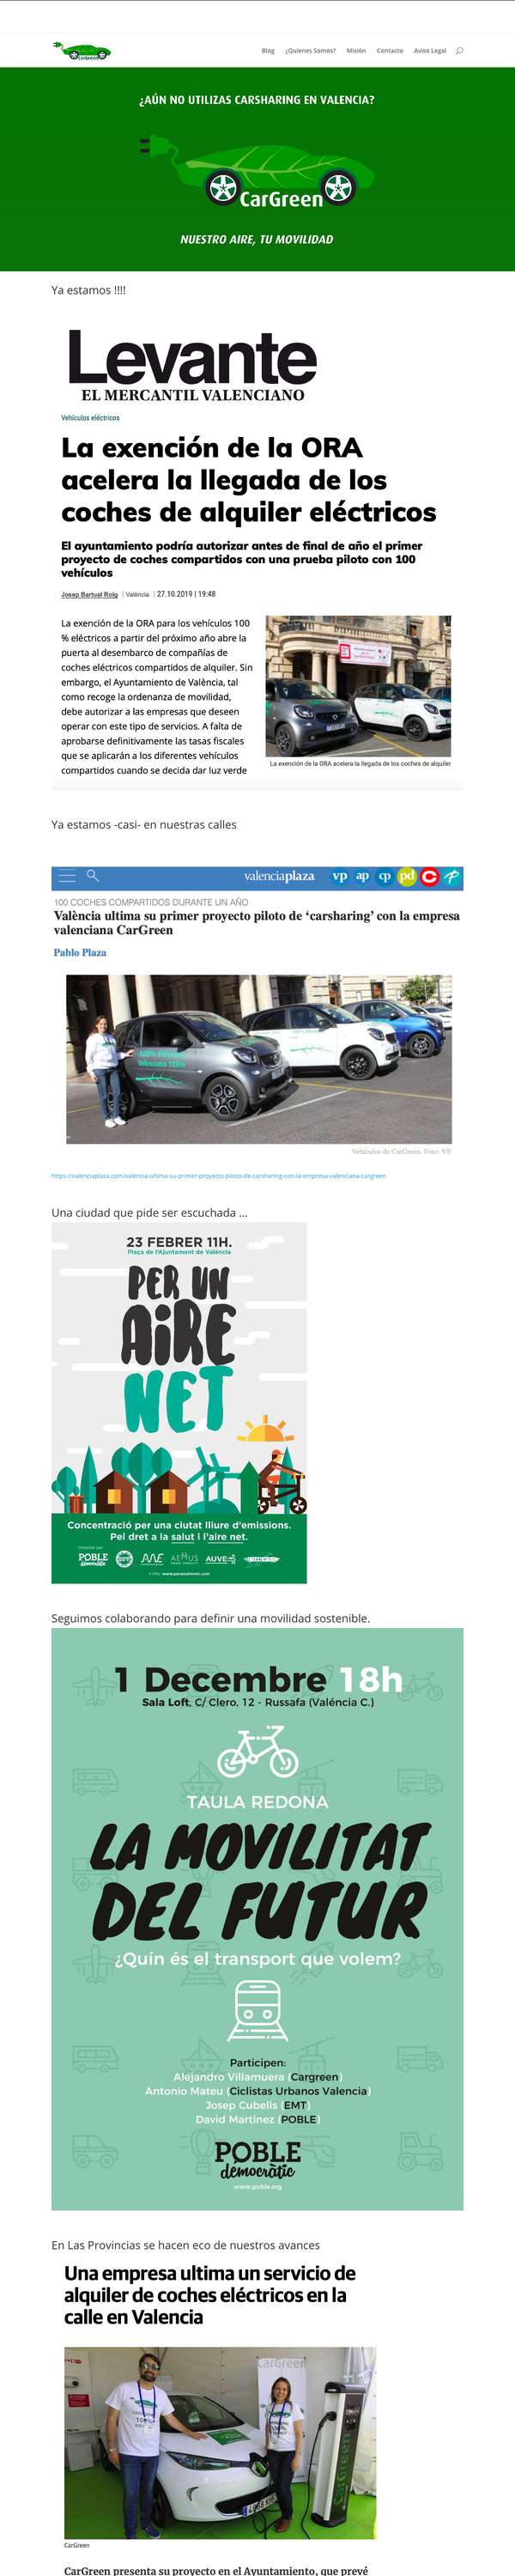 CarGreen
Blog ¿Quienes Somos? Misión Contacto Aviso Legal
¿AÚN NO UTILIZAS CARSHARING EN VALENCIA?
CarGreen
NUESTRO AIRE, TU MOVILIDAD
Ya estamos !!!!
Levante
EL MERCANTIL VALENCIANO
Vehículos eléctricos
La exención de la ORA
acelera la llegada de los
coches de alquiler eléctricos
El ayuntamiento podría autorizar antes de final de año el primer
proyecto de coches compartidos con una prueba piloto con 100
vehículos
Josep Bartual Roig | València | 27.10.2019 | 19:48
La exención de la ORA para los vehículos 100
% eléctricos a partir del próximo año abre la
puerta al desembarco de compañías de
coches eléctricos compartidos de alquiler. Sin
embargo, el Ayuntamiento de València, tal
como recoge la ordenanza de movilidad,
debe autorizar a las empresas que deseen
operar con este tipo de servicios. A falta de
aprobarse definitivamente las tasas fiscales
que se aplicarán a los diferentes vehículos
compartidos cuando se decida dar luz verde
La exención de la ORA acelera la llegada de los coches de alquiler
Ya estamos -casi- en nuestras calles
valenciaplaza vp ap cp pd C
100 COCHES COMPARTIDOS DURANTE UN AÑO
València ultima su primer proyecto piloto de ‘carsharing’ con la empresa
valenciana CarGreen
Pablo Plaza
100% Eléctrico
Valenciano 100%
Vehículos de CarGreen. Foto: VP.
https://valenciaplaza.com/valencia-ultima-su-primer-proyecto-piloto-de-carsharing-con-la-empresa-valenciana-cargreen
Una ciudad que pide ser escuchada ...
23 FEBRER 11H.
Plaça de l'Ajuntament de València
PER UN
AiRE
NET
Concentració per una ciutat lliure d'emissions.
Pel dret a la salut i l'aire net.
POBLE
democràtic
AEMUS
AUVE
+ info: www.perunairenet.com
Seguimos colaborando para definir una movilidad sostenible.
1 Decembre 18h
Sala Loft, C/ Clero, 12 - Russafa (Valéncia C.)
TAULA REDONA
LA MOVILITAT
DEL FUTUR
¿Quín és el transport que volem?
Participen:
Alejandro Villamuera (Cargreen)
Antonio Mateu (Ciclistas Urbanos Valencia)
Josep Cubells (EMT)
David Martínez (POBLE)
POBLE
democràtic
www.poble.org
En Las Provincias se hacen eco de nuestros avances
Una empresa ultima un servicio de
alquiler de coches eléctricos en la
calle en Valencia
CarGreen
CarGreen
CarGreen
CarGreen presenta su proyecto en el Ayuntamiento, que prevé